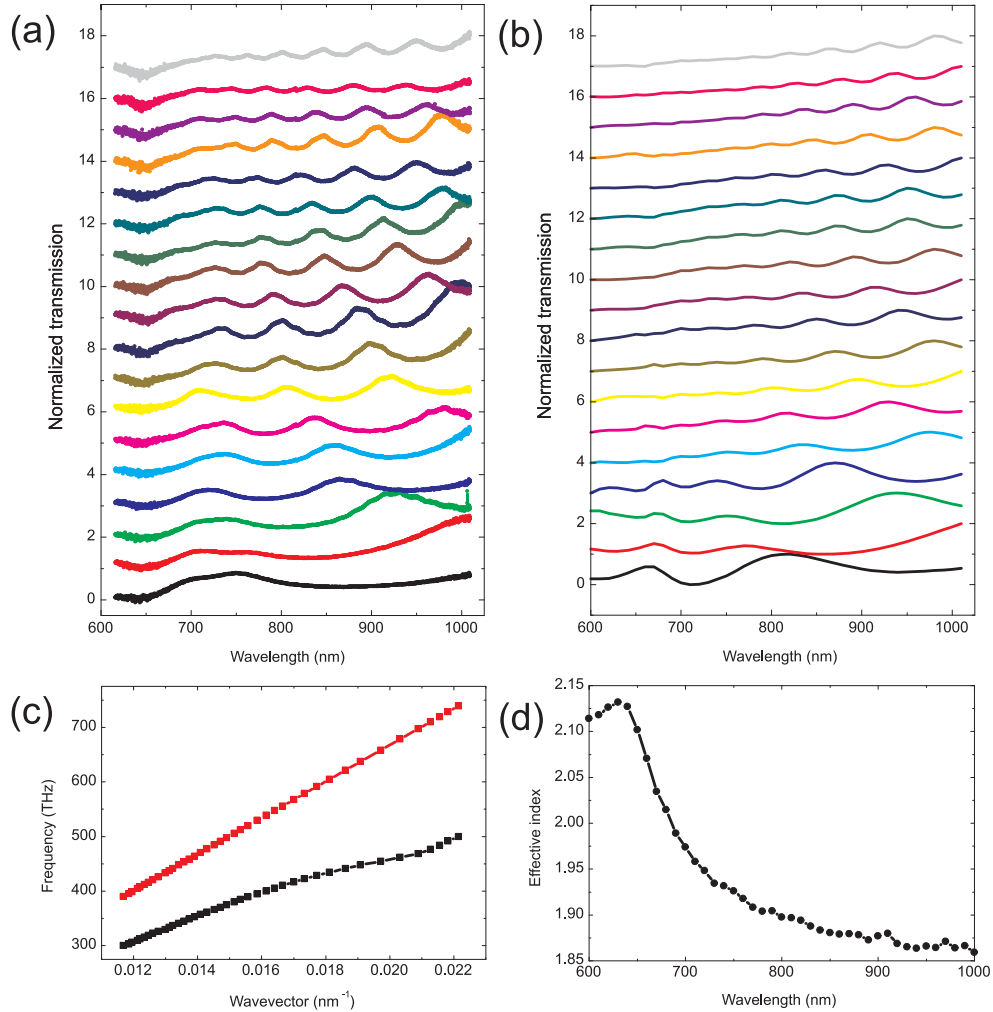 (a)
18
16
14
12
10
8
6
4
2
0
Normalized transmission
600 700 800 900 1000
Wavelength (nm)
(b)
18
16
14
12
10
8
6
4
2
0
Normalized transmission
600 700 800 900 1000
Wavelength (nm)
(c)
700
600
500
400
300
Frequency (THz)
0.012 0.014 0.016 0.018 0.020 0.022
Wavevector (nm⁻¹)
(d)
2.15
2.10
2.05
2.00
1.95
1.90
1.85
Effective index
600 700 800 900 1000
Wavelength (nm)